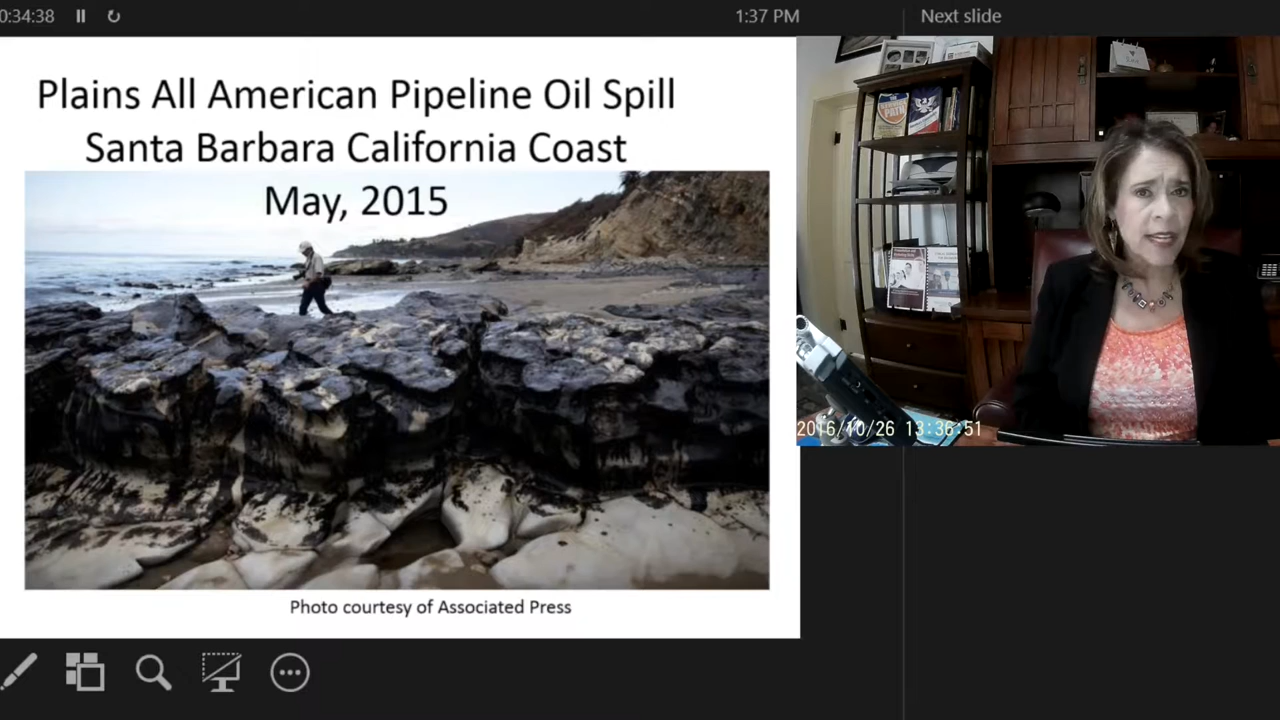 0:34:38
1:37 PM
Next slide
Plains All American Pipeline Oil Spill
Santa Barbara California Coast
May, 2015
Photo courtesy of Associated Press
PATH
2016/10/26 13:36:51